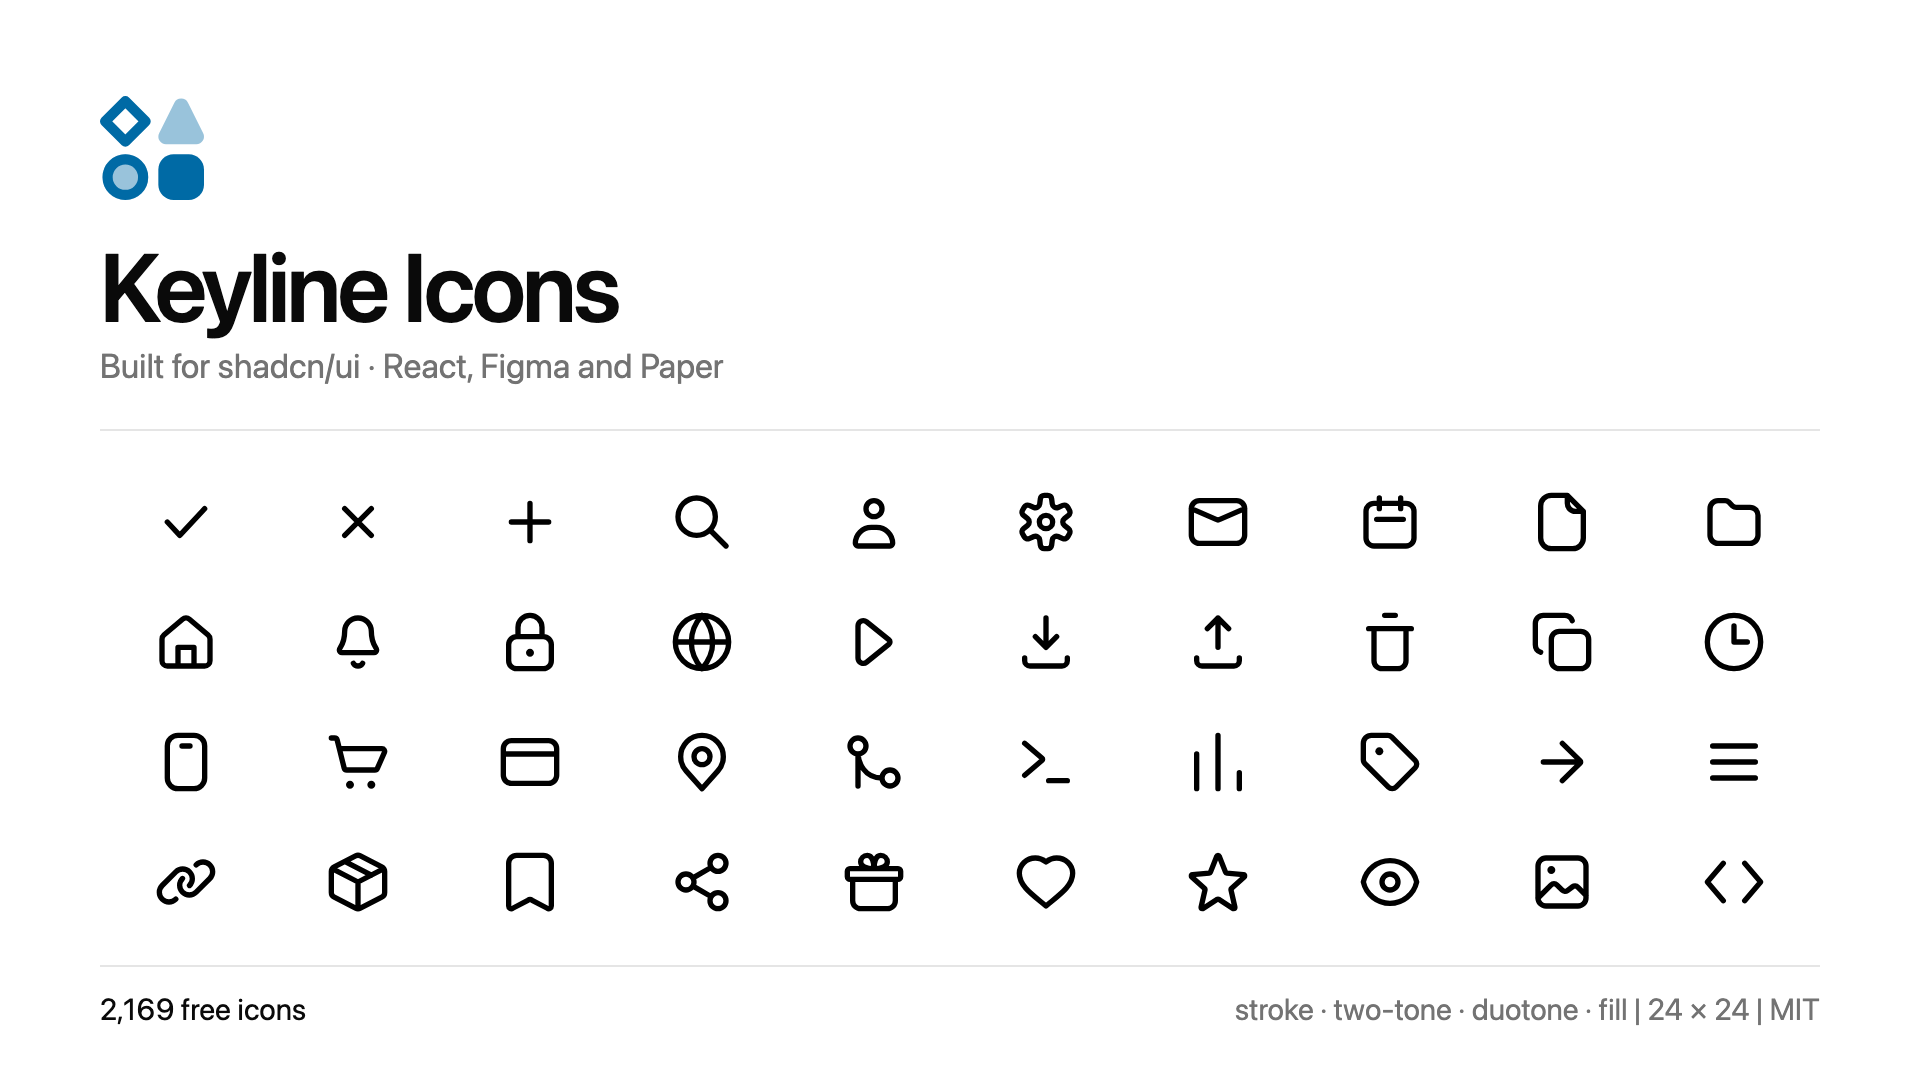 Keyline Icons
Built for shadcn/ui · React, Figma and Paper
2,169 free icons
stroke · two-tone · duotone · fill | 24 × 24 | MIT